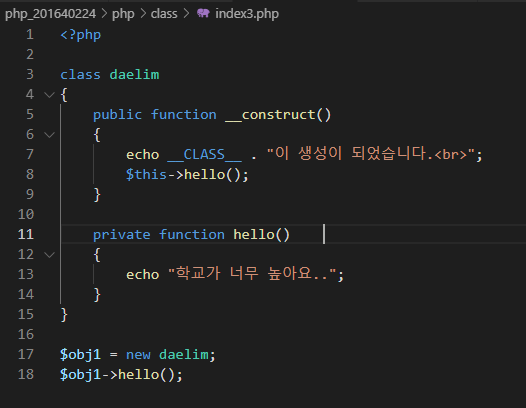 php_201640224 > php > class > index3.php
1 <?php
2
3 class daelim
4 {
5     public function __construct()
6     {
7         echo __CLASS__ . "이 생성이 되었습니다.<br>";
8         $this->hello();
9     }
10
11     private function hello()
12     {
13         echo "학교가 너무 높아요..";
14     }
15 }
16
17 $obj1 = new daelim;
18 $obj1->hello();